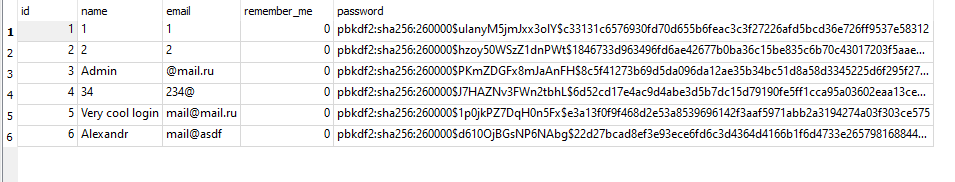 id name email remember_me password
1 1 1 1 0 pbkdf2:sha256:260000$ulanyM5jmJxx3oIY$c33131c6576930fd70d655b6feac3c3f27226afd5bcd36e726ff9537e58312
2 2 2 2 0 pbkdf2:sha256:260000$hzoy50WSzZ1dnPWt$1846733d963496fd6ae42677b0ba36c15be835c6b70c43017203f5aae...
3 3 Admin @mail.ru 0 pbkdf2:sha256:260000$PKmZDGFx8mJaAnFH$8c5f41273b69d5da096da12ae35b34bc51d8a58d3345225d6f295f27...
4 4 34 234@ 0 pbkdf2:sha256:260000$J7HAZNv3FWn2tbhL$6d52cd17e4ac9d4abe3d5b7dc15d79190fe5ff1cca95a03602eaa13ce...
5 5 Very cool login mail@mail.ru 0 pbkdf2:sha256:260000$1p0jkPZ7DqH0n5Fx$e3a13f0f9f468d2e53a8539696142f3aaf5971abb2a3194274a03f303ce575
6 6 Alexandr mail@asdf 0 pbkdf2:sha256:260000$d610OjBGsNP6NAbg$22d27bcad8ef3e93ece6fd6c3d4364d4166b1f6d4733e265798168844...